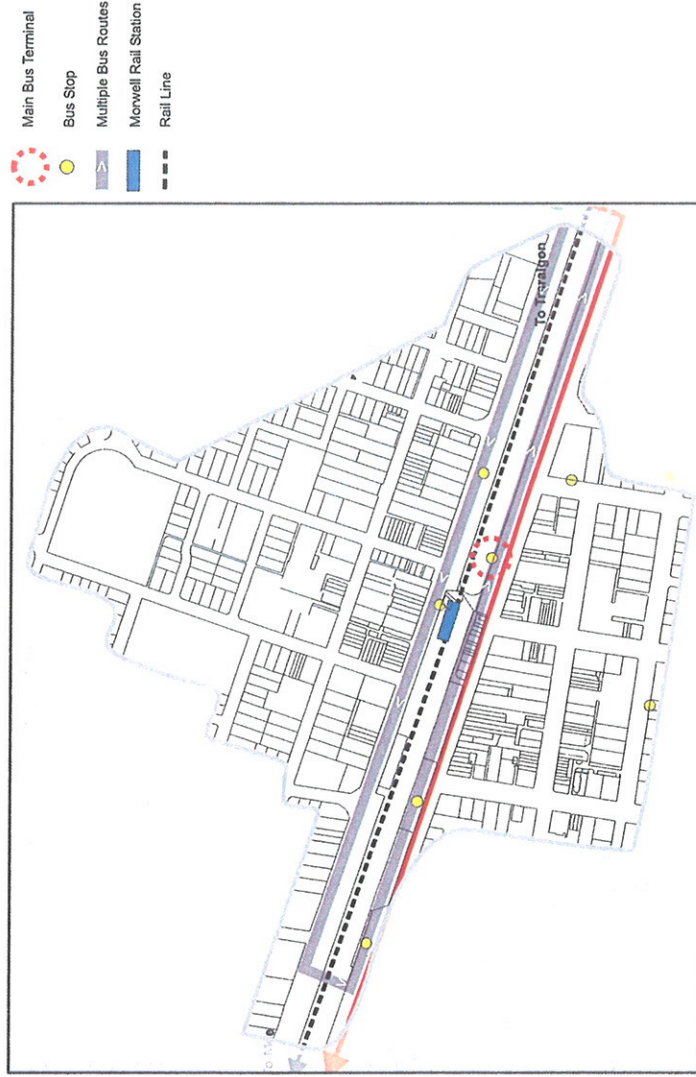 Main Bus Terminal
Bus Stop
Multiple Bus Routes
Morwell Rail Station
Rail Line
To Traralgon